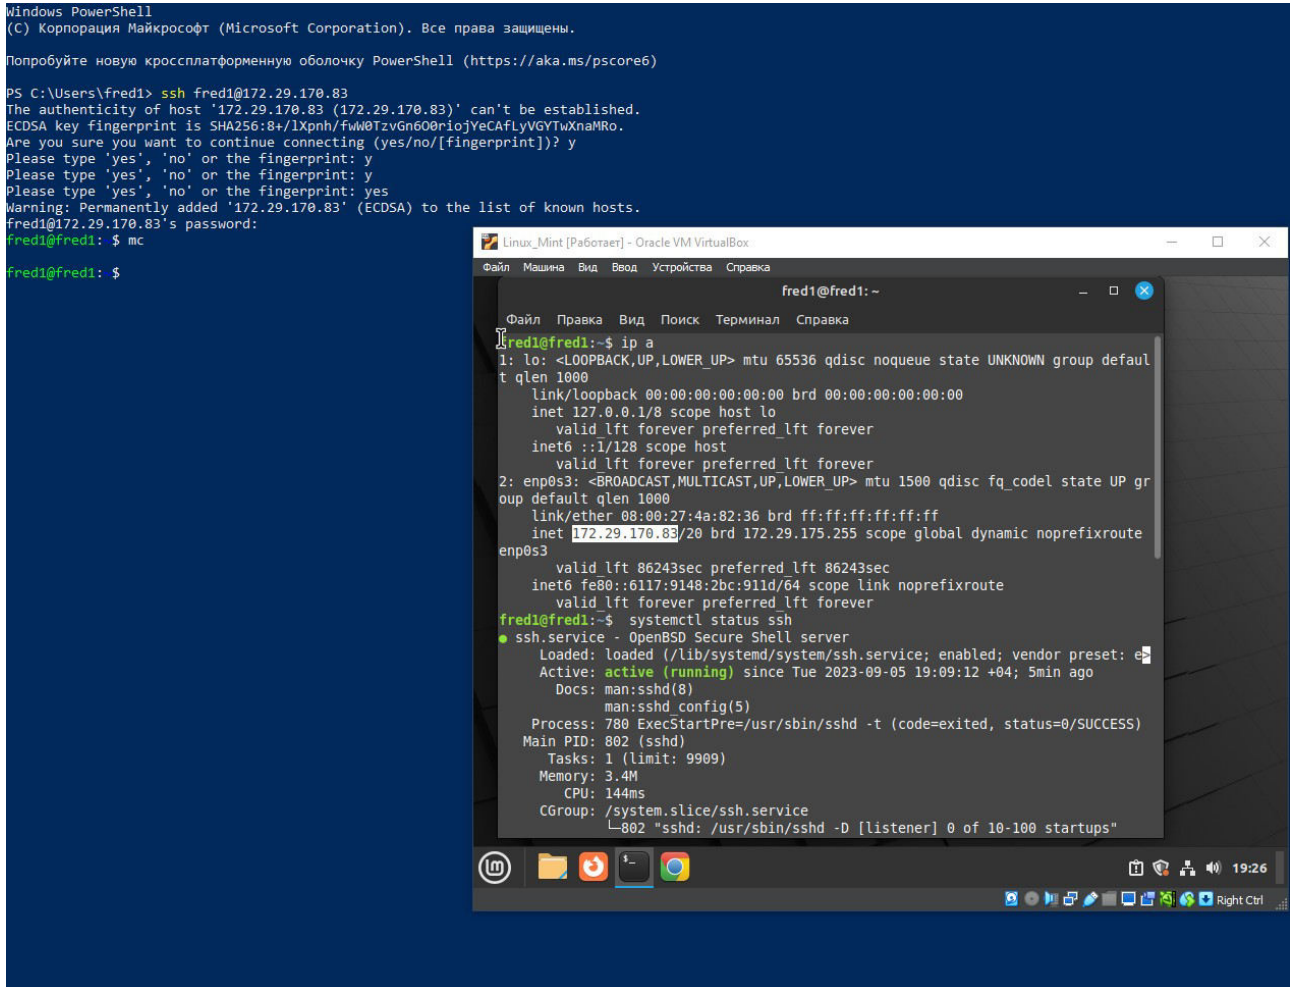 Windows PowerShell
(C) Корпорация Майкрософт (Microsoft Corporation). Все права защищены.
Попробуйте новую кроссплатформенную оболочку PowerShell (https://aka.ms/pscore6)
PS C:\Users\fred1> ssh fred1@172.29.170.83
The authenticity of host '172.29.170.83 (172.29.170.83)' can't be established.
ECDSA key fingerprint is SHA256:8+/lXpnh/fwW0TzvGn6O0riojYeCAfLyVGYTwXnaMRo.
Are you sure you want to continue connecting (yes/no/[fingerprint])? y
Please type 'yes', 'no' or the fingerprint: y
Please type 'yes', 'no' or the fingerprint: y
Please type 'yes', 'no' or the fingerprint: yes
Warning: Permanently added '172.29.170.83' (ECDSA) to the list of known hosts.
fred1@172.29.170.83's password:
fred1@fred1:~$ mc
fred1@fred1:~$
Linux_Mint [Работает] - Oracle VM VirtualBox
Файл Машина Вид Ввод Устройства Справка
fred1@fred1: ~
Файл Правка Вид Поиск Терминал Справка
fred1@fred1:~$ ip a
1: lo: <LOOPBACK,UP,LOWER_UP> mtu 65536 qdisc noqueue state UNKNOWN group defaul
t qlen 1000
link/loopback 00:00:00:00:00:00 brd 00:00:00:00:00:00
inet 127.0.0.1/8 scope host lo
valid_lft forever preferred_lft forever
inet6 ::1/128 scope host
valid_lft forever preferred_lft forever
2: enp0s3: <BROADCAST,MULTICAST,UP,LOWER_UP> mtu 1500 qdisc fq_codel state UP gr
oup default qlen 1000
link/ether 08:00:27:4a:82:36 brd ff:ff:ff:ff:ff:ff
inet 172.29.170.83/20 brd 172.29.175.255 scope global dynamic noprefixroute
enp0s3
valid_lft 86243sec preferred_lft 86243sec
inet6 fe80::6117:9148:2bc:911d/64 scope link noprefixroute
valid_lft forever preferred_lft forever
fred1@fred1:~$ systemctl status ssh
● ssh.service - OpenBSD Secure Shell server
Loaded: loaded (/lib/systemd/system/ssh.service; enabled; vendor preset: e>
Active: active (running) since Tue 2023-09-05 19:09:12 +04; 5min ago
Docs: man:sshd(8)
man:sshd_config(5)
Process: 780 ExecStartPre=/usr/sbin/sshd -t (code=exited, status=0/SUCCESS)
Main PID: 802 (sshd)
Tasks: 1 (limit: 9909)
Memory: 3.4M
CPU: 144ms
CGroup: /system.slice/ssh.service
└─802 "sshd: /usr/sbin/sshd -D [listener] 0 of 10-100 startups"
19:26
Right Ctrl